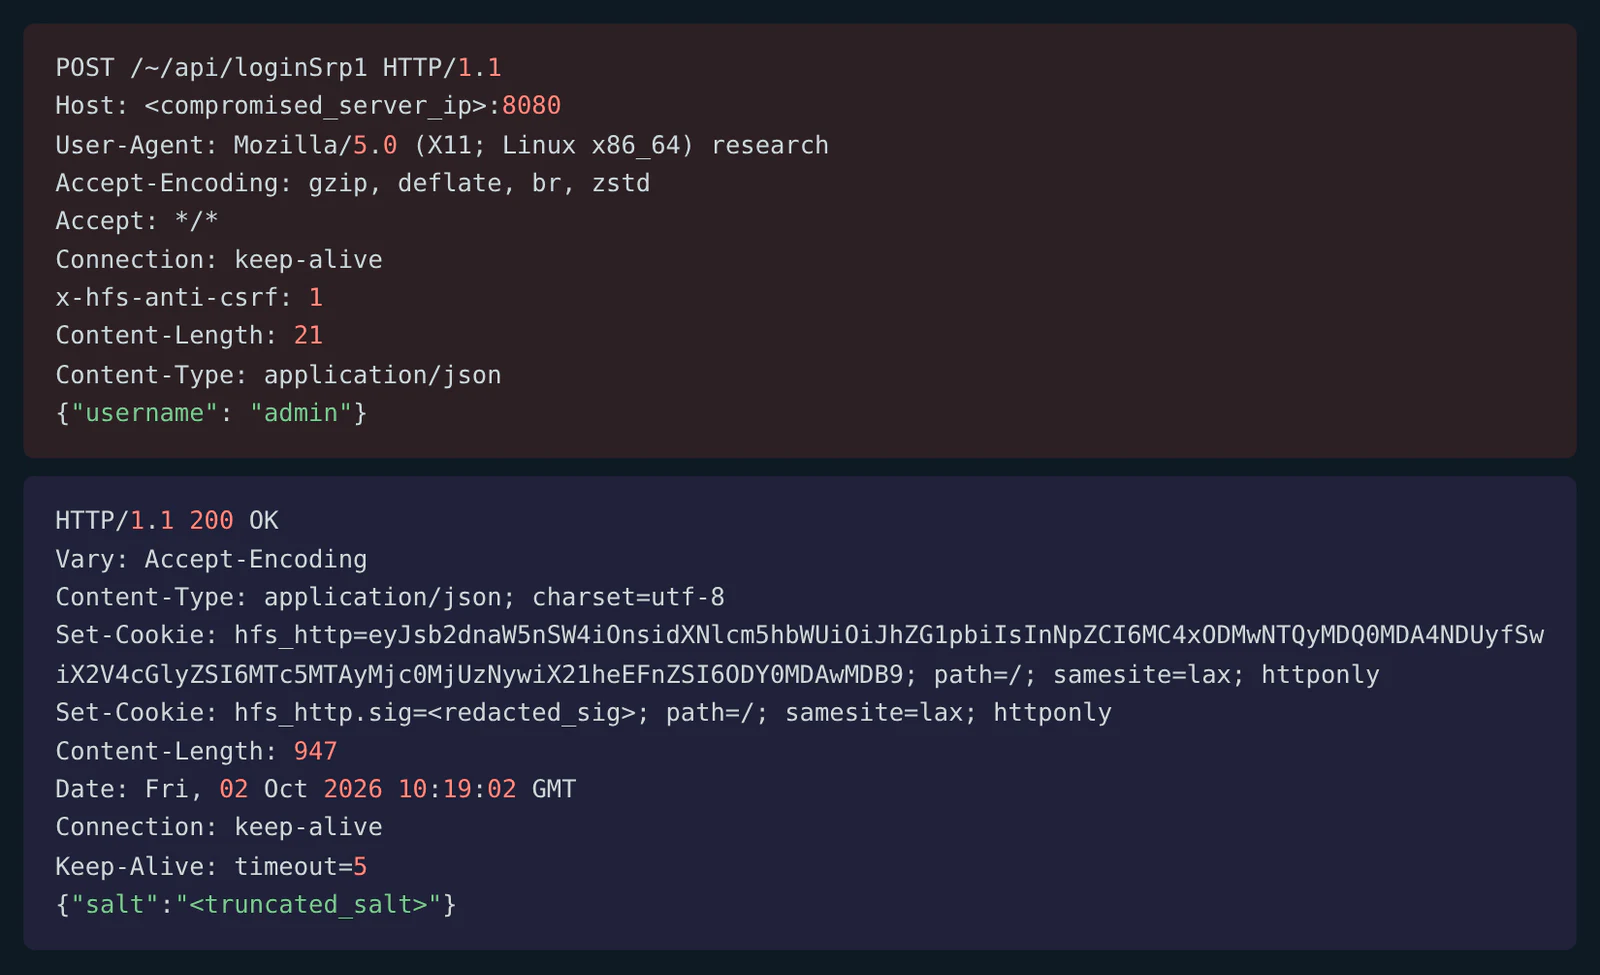 POST /~/api/loginSrp1 HTTP/1.1
Host: <compromised_server_ip>:8080
User-Agent: Mozilla/5.0 (X11; Linux x86_64) research
Accept-Encoding: gzip, deflate, br, zstd
Accept: */*
Connection: keep-alive
x-hfs-anti-csrf: 1
Content-Length: 21
Content-Type: application/json
{"username": "admin"}
HTTP/1.1 200 OK
Vary: Accept-Encoding
Content-Type: application/json; charset=utf-8
Set-Cookie: hfs_http=eyJsb2dnaW5nSW4iOnsidXNlcm5hbWUiOiJhZG1pbiIsInNpZCI6MC4xODMwNTQyMDQ0MDA4NDUyfSw
iX2V4cGlyZSI6MTc5MTAyMjc0MjUzNywiX21heEFnZSI6ODY0MDAwMDB9; path=/; samesite=lax; httponly
Set-Cookie: hfs_http.sig=<redacted_sig>; path=/; samesite=lax; httponly
Content-Length: 947
Date: Fri, 02 Oct 2026 10:19:02 GMT
Connection: keep-alive
Keep-Alive: timeout=5
{"salt":"<truncated_salt>"}